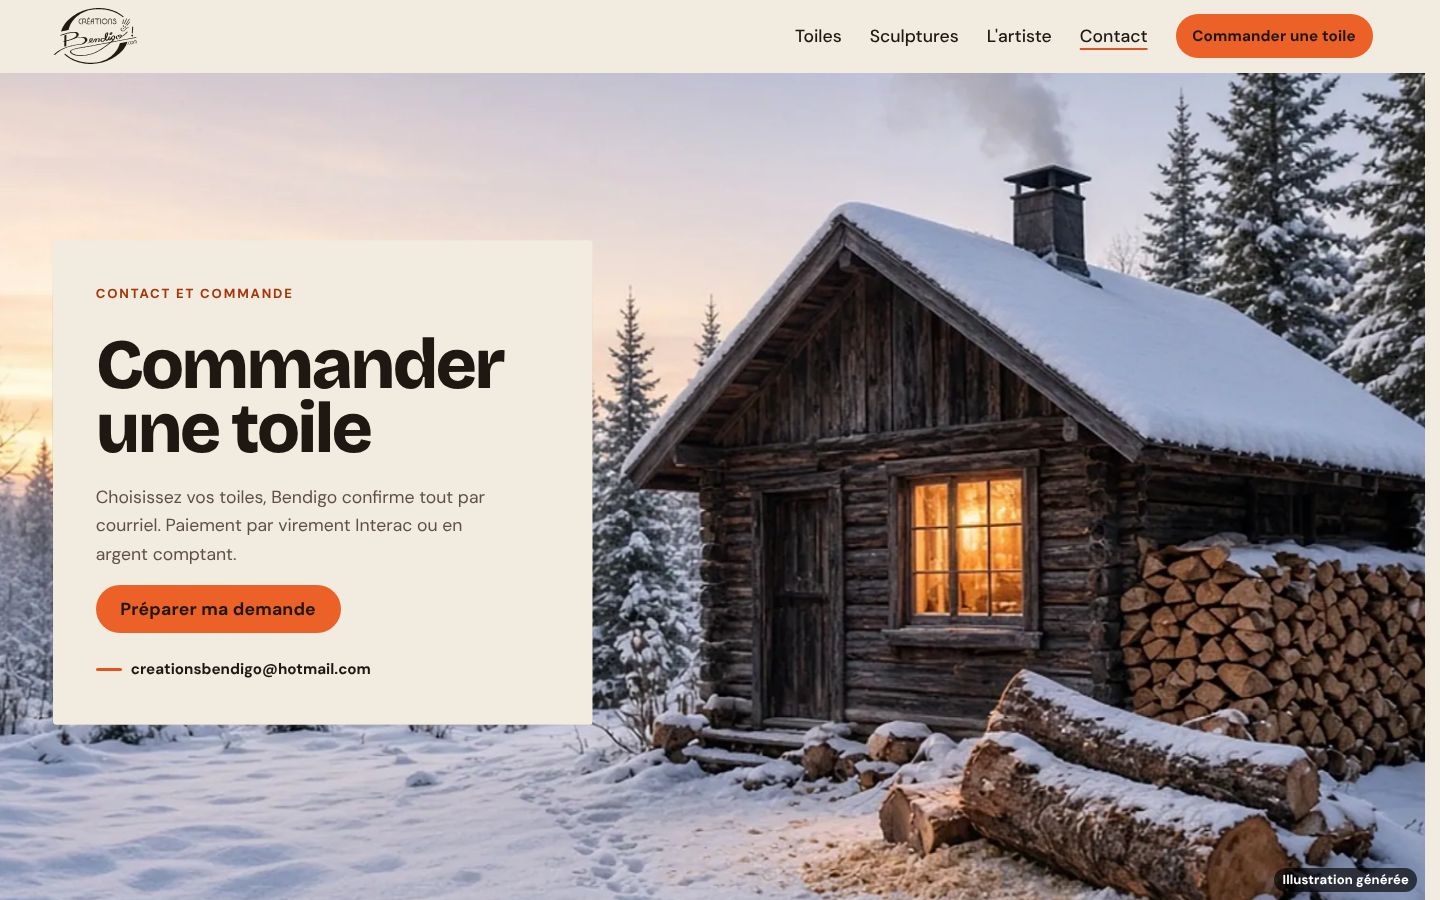 CRÉATIONS
Bendigo!
.com
Toiles
Sculptures
L'artiste
Contact
Commander une toile
CONTACT ET COMMANDE
Commander
une toile
Choisissez vos toiles, Bendigo confirme tout par
courriel. Paiement par virement Interac ou en
argent comptant.
Préparer ma demande
creationsbendigo@hotmail.com
Illustration générée